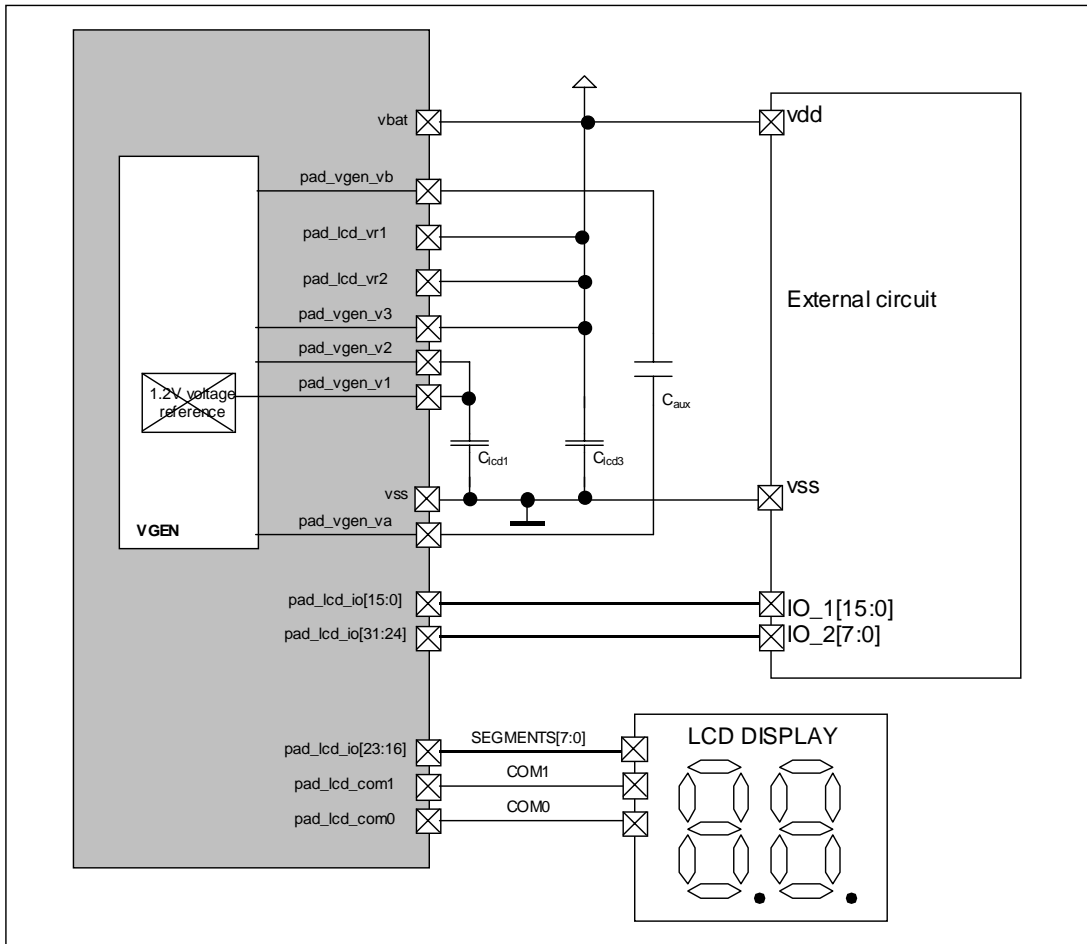 vbat
pad_vgen_vb
pad_lcd_vr1
pad_lcd_vr2
pad_vgen_v3
pad_vgen_v2
pad_vgen_v1
1.2V voltage
reference
VGEN
vss
pad_vgen_va
pad_lcd_io[15:0]
pad_lcd_io[31:24]
pad_lcd_io[23:16]
pad_lcd_com1
pad_lcd_com0
Clcd1
Clcd3
Caux
vdd
External circuit
vss
IO_1[15:0]
IO_2[7:0]
SEGMENTS[7:0]
COM1
COM0
LCD DISPLAY